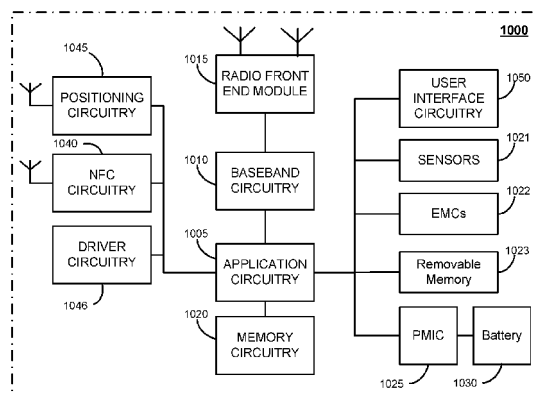 1045
1015
1000
POSITIONING
CIRCUITRY
RADIO FRONT
END MODULE
USER
INTERFACE
CIRCUITRY
1050
1040
NFC
CIRCUITRY
1010
BASEBAND
CIRCUITRY
SENSORS
1021
EMCs
1022
DRIVER
CIRCUITRY
1046
1005
APPLICATION
CIRCUITRY
Removable
Memory
1023
1020
MEMORY
CIRCUITRY
PMIC
1025
Battery
1030